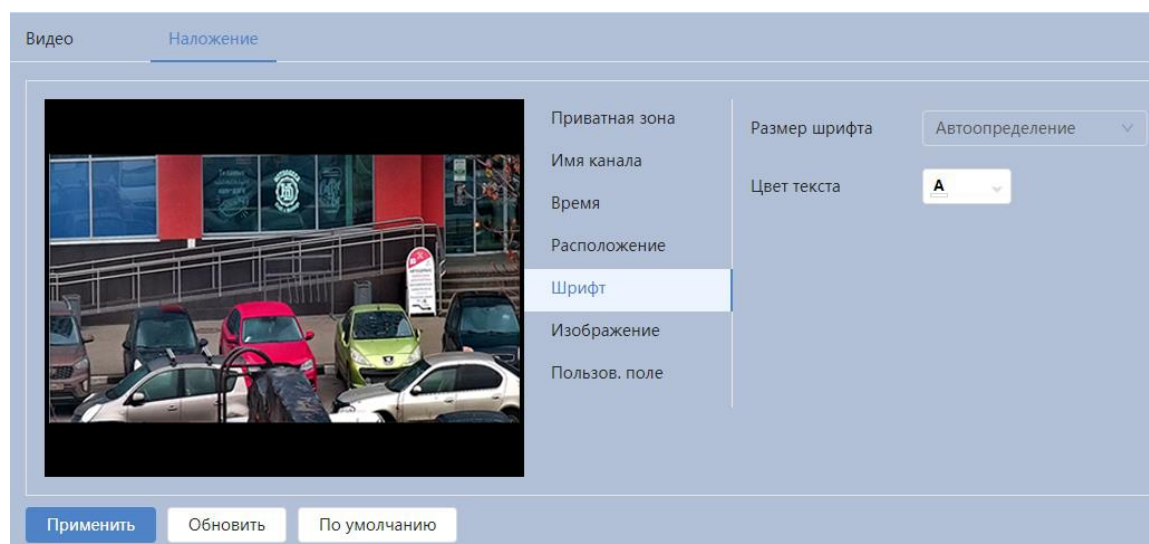 Видео
Наложение
Приватная зона
Имя канала
Время
Расположение
Шрифт
Изображение
Пользов. поле
Размер шрифта
Автоопределение
Цвет текста
A
Применить
Обновить
По умолчанию